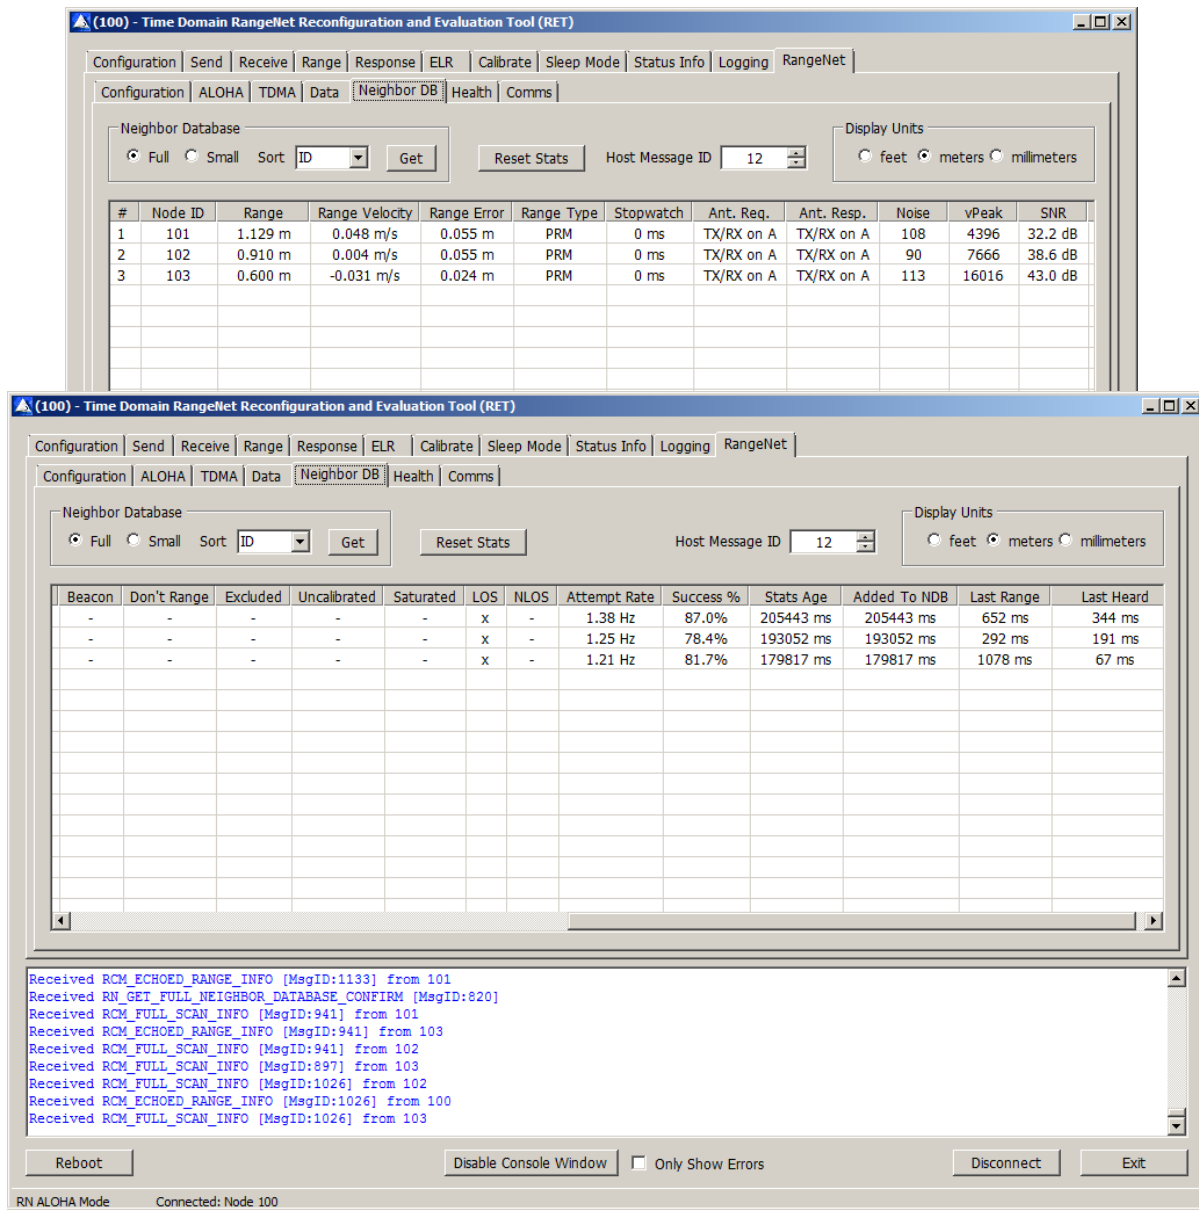 (100) - Time Domain RangeNet Reconfiguration and Evaluation Tool (RET)
Configuration Send Receive Range Response ELR Calibrate Sleep Mode Status Info Logging RangeNet
Configuration ALOHA TDMA Data Neighbor DB Health Comms
Neighbor Database Display Units
Full Small Sort ID Get Reset Stats Host Message ID 12 feet meters millimeters
# Node ID Range Range Velocity Range Error Range Type Stopwatch Ant. Req. Ant. Resp. Noise vPeak SNR
1 101 1.129 m 0.048 m/s 0.055 m PRM 0 ms TX/RX on A TX/RX on A 108 4396 32.2 dB
2 102 0.910 m 0.004 m/s 0.055 m PRM 0 ms TX/RX on A TX/RX on A 90 7666 38.6 dB
3 103 0.600 m -0.031 m/s 0.024 m PRM 0 ms TX/RX on A TX/RX on A 113 16016 43.0 dB
(100) - Time Domain RangeNet Reconfiguration and Evaluation Tool (RET)
Configuration Send Receive Range Response ELR Calibrate Sleep Mode Status Info Logging RangeNet
Configuration ALOHA TDMA Data Neighbor DB Health Comms
Neighbor Database Display Units
Full Small Sort ID Get Reset Stats Host Message ID 12 feet meters millimeters
Beacon Don't Range Excluded Uncalibrated Saturated LOS NLOS Attempt Rate Success % Stats Age Added To NDB Last Range Last Heard
- - - - - x - 1.38 Hz 87.0% 205443 ms 205443 ms 652 ms 344 ms
- - - - - x - 1.25 Hz 78.4% 193052 ms 193052 ms 292 ms 191 ms
- - - - - x - 1.21 Hz 81.7% 179817 ms 179817 ms 1078 ms 67 ms
Received RCM_ECHOED_RANGE_INFO [MsgID:1133] from 101
Received RN_GET_FULL_NEIGHBOR_DATABASE_CONFIRM [MsgID:820]
Received RCM_FULL_SCAN_INFO [MsgID:941] from 101
Received RCM_ECHOED_RANGE_INFO [MsgID:941] from 103
Received RCM_FULL_SCAN_INFO [MsgID:941] from 102
Received RCM_FULL_SCAN_INFO [MsgID:897] from 103
Received RCM_FULL_SCAN_INFO [MsgID:1026] from 102
Received RCM_ECHOED_RANGE_INFO [MsgID:1026] from 100
Received RCM_FULL_SCAN_INFO [MsgID:1026] from 103
Reboot Disable Console Window Only Show Errors Disconnect Exit
RN ALOHA Mode Connected: Node 100